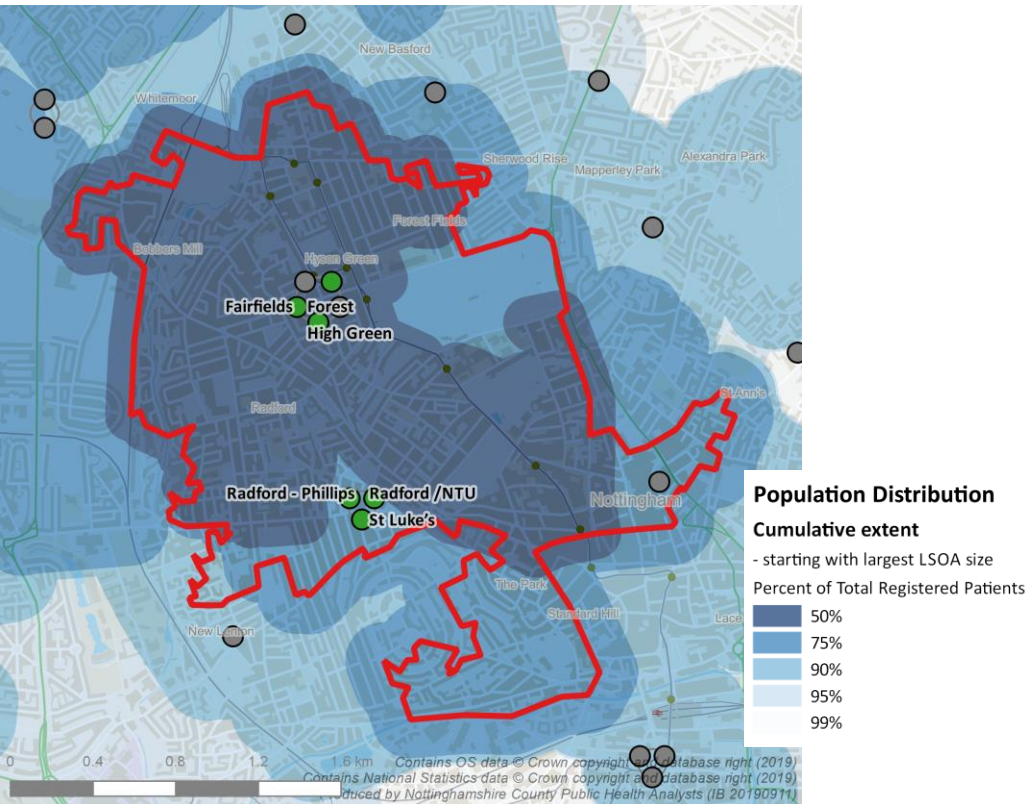 New Basford
Whitemoor
Sherwood Rise
Alexandra Park
Mapperley Park
Forest Fields
Bobbers Mill
Hyson Green
Fairfields
Forest
High Green
Radford
St Ann's
Radford - Phillips
Radford /NTU
Nottingham
St Luke's
The Park
Standard Hill
Lace
New Lenton
Population Distribution
Cumulative extent
- starting with largest LSOA size
Percent of Total Registered Patients
50%
75%
90%
95%
99%
0 0.4 0.8 1.2 1.6 km
Contains OS data © Crown copyright and database right (2019)
Contains National Statistics data © Crown copyright and database right (2019)
oduced by Nottinghamshire County Public Health Analysts (IB 20190911)